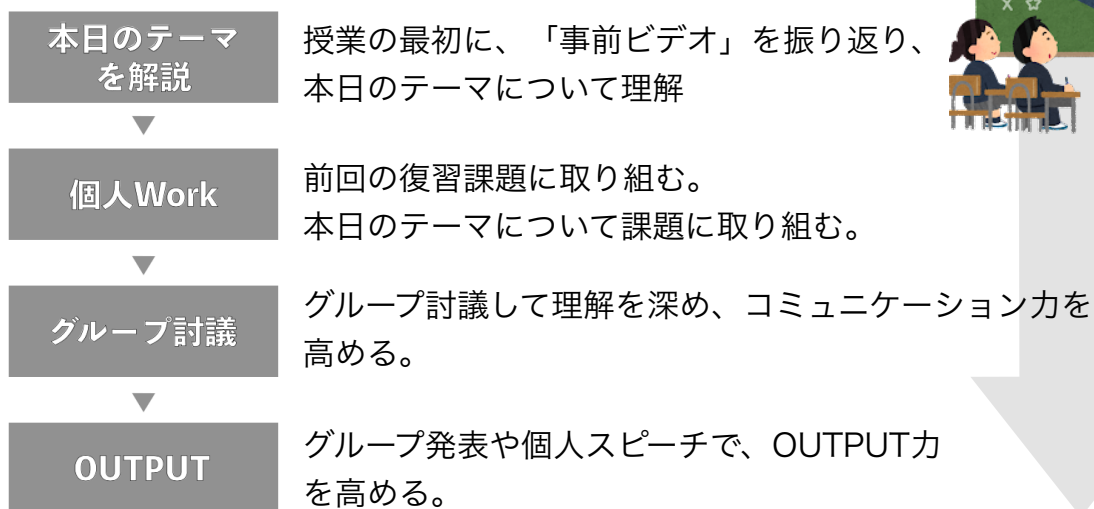 本日のテーマ
を解説
授業の最初に、「事前ビデオ」を振り返り、
本日のテーマについて理解
個人Work
前回の復習課題に取り組む。
本日のテーマについて課題に取り組む。
グループ討議
グループ討議して理解を深め、コミュニケーション力を
高める。
OUTPUT
グループ発表や個人スピーチで、OUTPUT力
を高める。